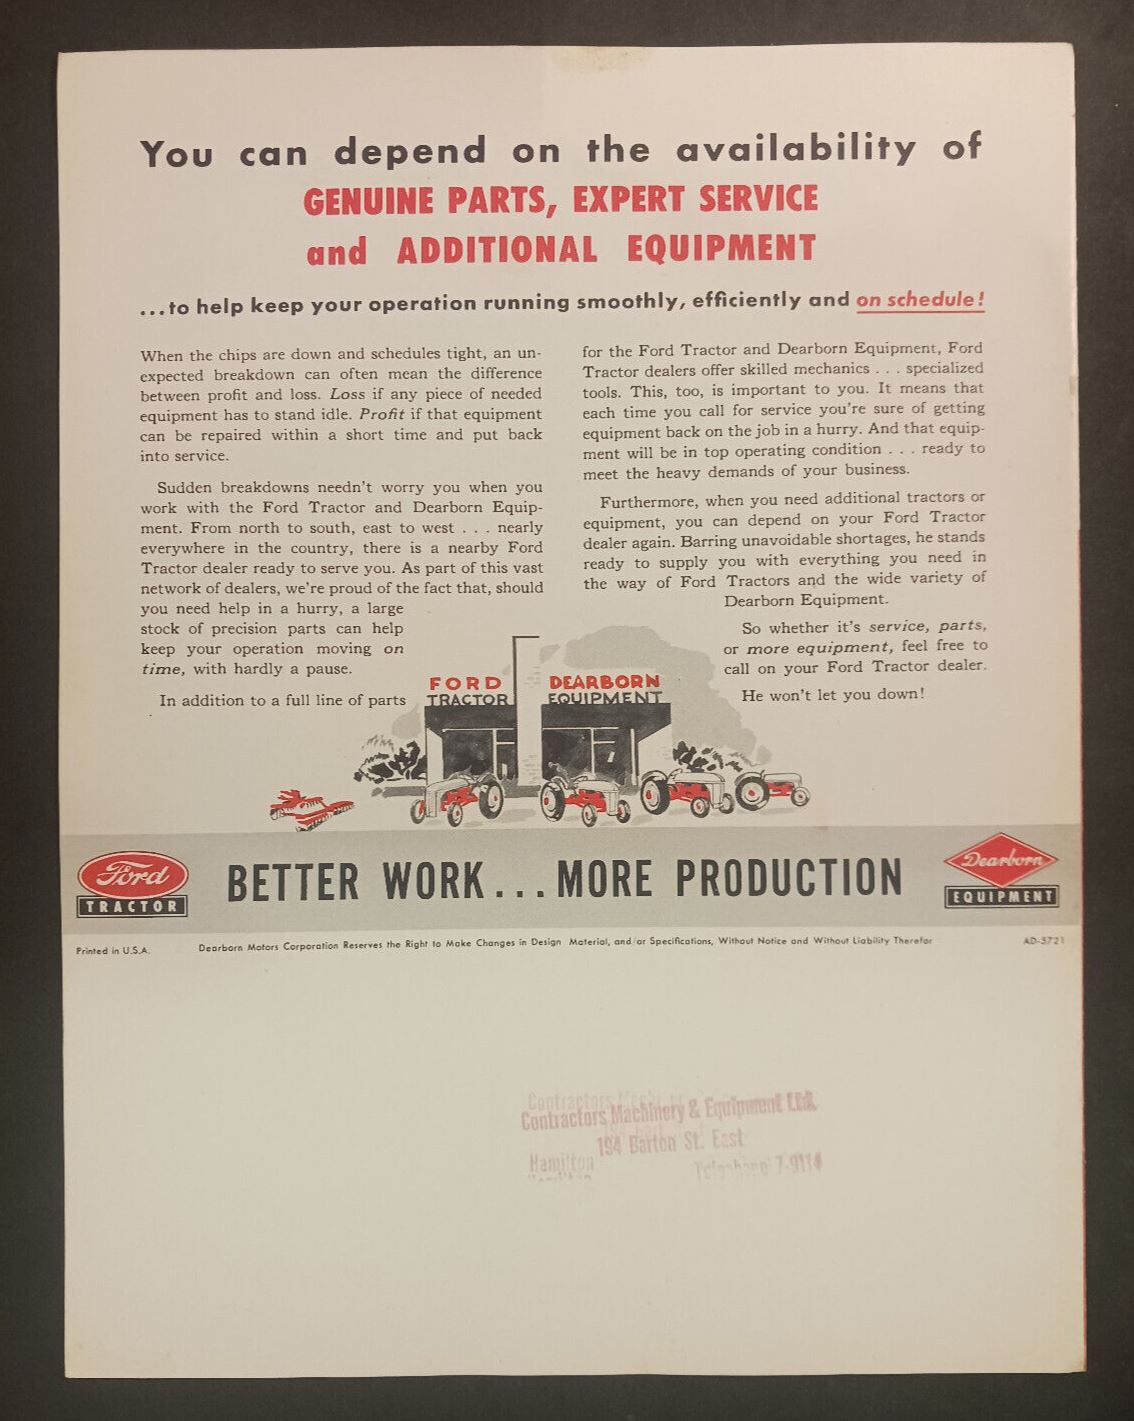 You can depend on the availability of
GENUINE PARTS, EXPERT SERVICE
and ADDITIONAL EQUIPMENT
...to help keep your operation running smoothly, efficiently and on schedule!
When the chips are down and schedules tight, an un-
expected breakdown can often mean the difference
between profit and loss. Loss if any piece of needed
equipment has to stand idle. Profit if that equipment
can be repaired within a short time and put back
into service.
Sudden breakdowns needn't worry you when you
work with the Ford Tractor and Dearborn Equip-
ment. From north to south, east to west . . . nearly
everywhere in the country, there is a nearby Ford
Tractor dealer ready to serve you. As part of this vast
network of dealers, we're proud of the fact that, should
you need help in a hurry, a large
stock of precision parts can help
keep your operation moving on
time, with hardly a pause.
In addition to a full line of parts
for the Ford Tractor and Dearborn Equipment, Ford
Tractor dealers offer skilled mechanics . . . specialized
tools. This, too, is important to you. It means that
each time you call for service you're sure of getting
equipment back on the job in a hurry. And that equip-
ment will be in top operating condition . . . ready to
meet the heavy demands of your business.
Furthermore, when you need additional tractors or
equipment, you can depend on your Ford Tractor
dealer again. Barring unavoidable shortages, he stands
ready to supply you with everything you need in
the way of Ford Tractors and the wide variety of
Dearborn Equipment.
So whether it's service, parts,
or more equipment, feel free to
call on your Ford Tractor dealer.
He won't let you down!
FORD
TRACTOR
DEARBORN
EQUIPMENT
Ford
TRACTOR
BETTER WORK...MORE PRODUCTION
Dearborn
EQUIPMENT
Printed in U.S.A.
Dearborn Motors Corporation Reserves the Right to Make Changes in Design Material, and/or Specifications, Without Notice and Without Liability Therefor
AD-5721
Contractors Machinery & Equipment Ltd.
194 Barton St. East
Hamilton Telephone 7-9114